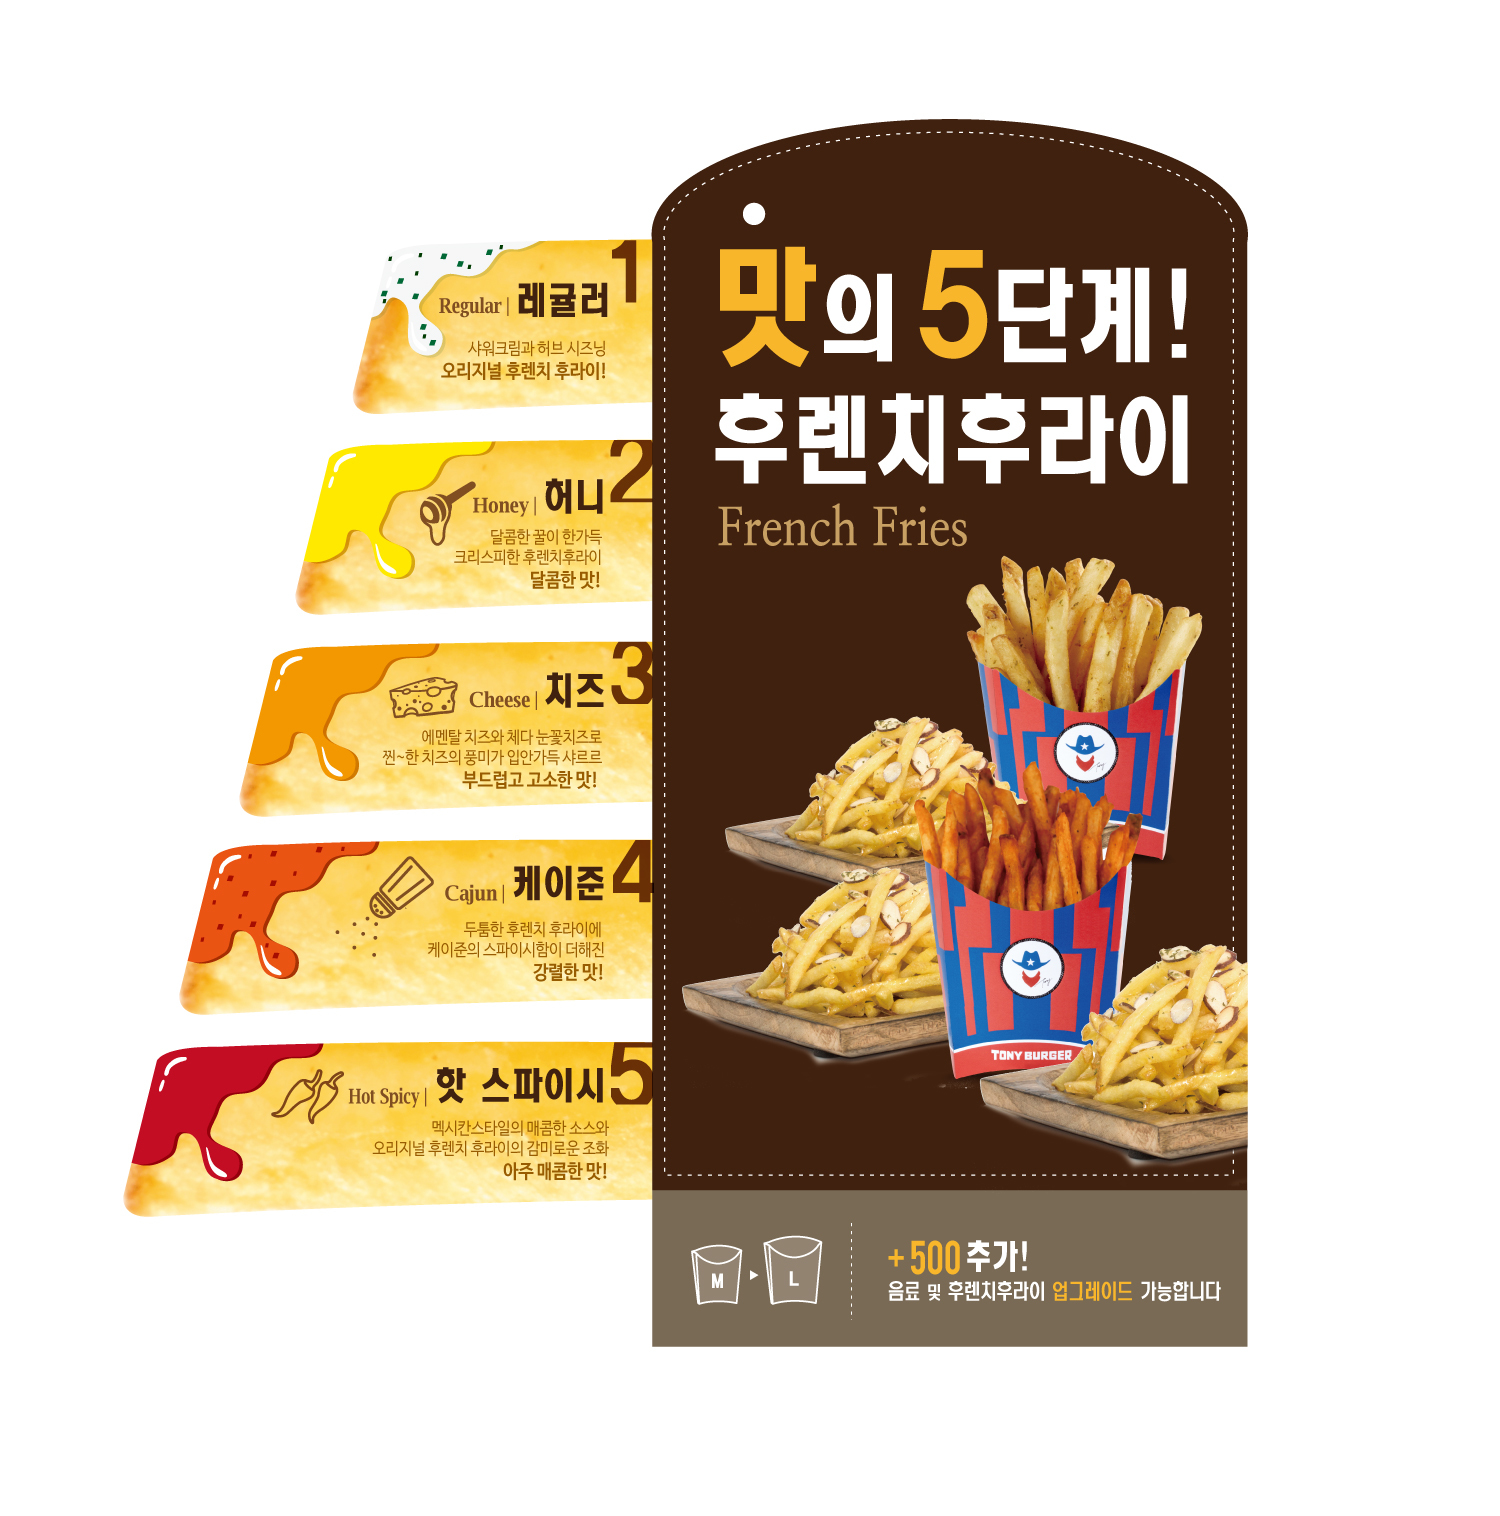 맛의 5단계!
후렌치후라이
French Fries
1
Regular | 레귤러
샤워크림과 허브 시즈닝
오리지널 후렌치 후라이!
2
Honey | 허니
달콤한 꿀이 한가득
크리스피한 후렌치후라이
달콤한 맛!
3
Cheese | 치즈
에멘탈 치즈와 체다 눈꽃치즈로
찐~한 치즈의 풍미가 입안가득 샤르르
부드럽고 고소한 맛!
4
Cajun | 케이준
두툼한 후렌치 후라이에
케이준의 스파이시함이 더해진
강렬한 맛!
5
Hot Spicy | 핫 스파이시
멕시칸스타일의 매콤한 소스와
오리지널 후렌치 후라이의 감미로운 조화
아주 매콤한 맛!
TONY BURGER
M L
+500 추가!
음료 및 후렌치후라이 업그레이드 가능합니다